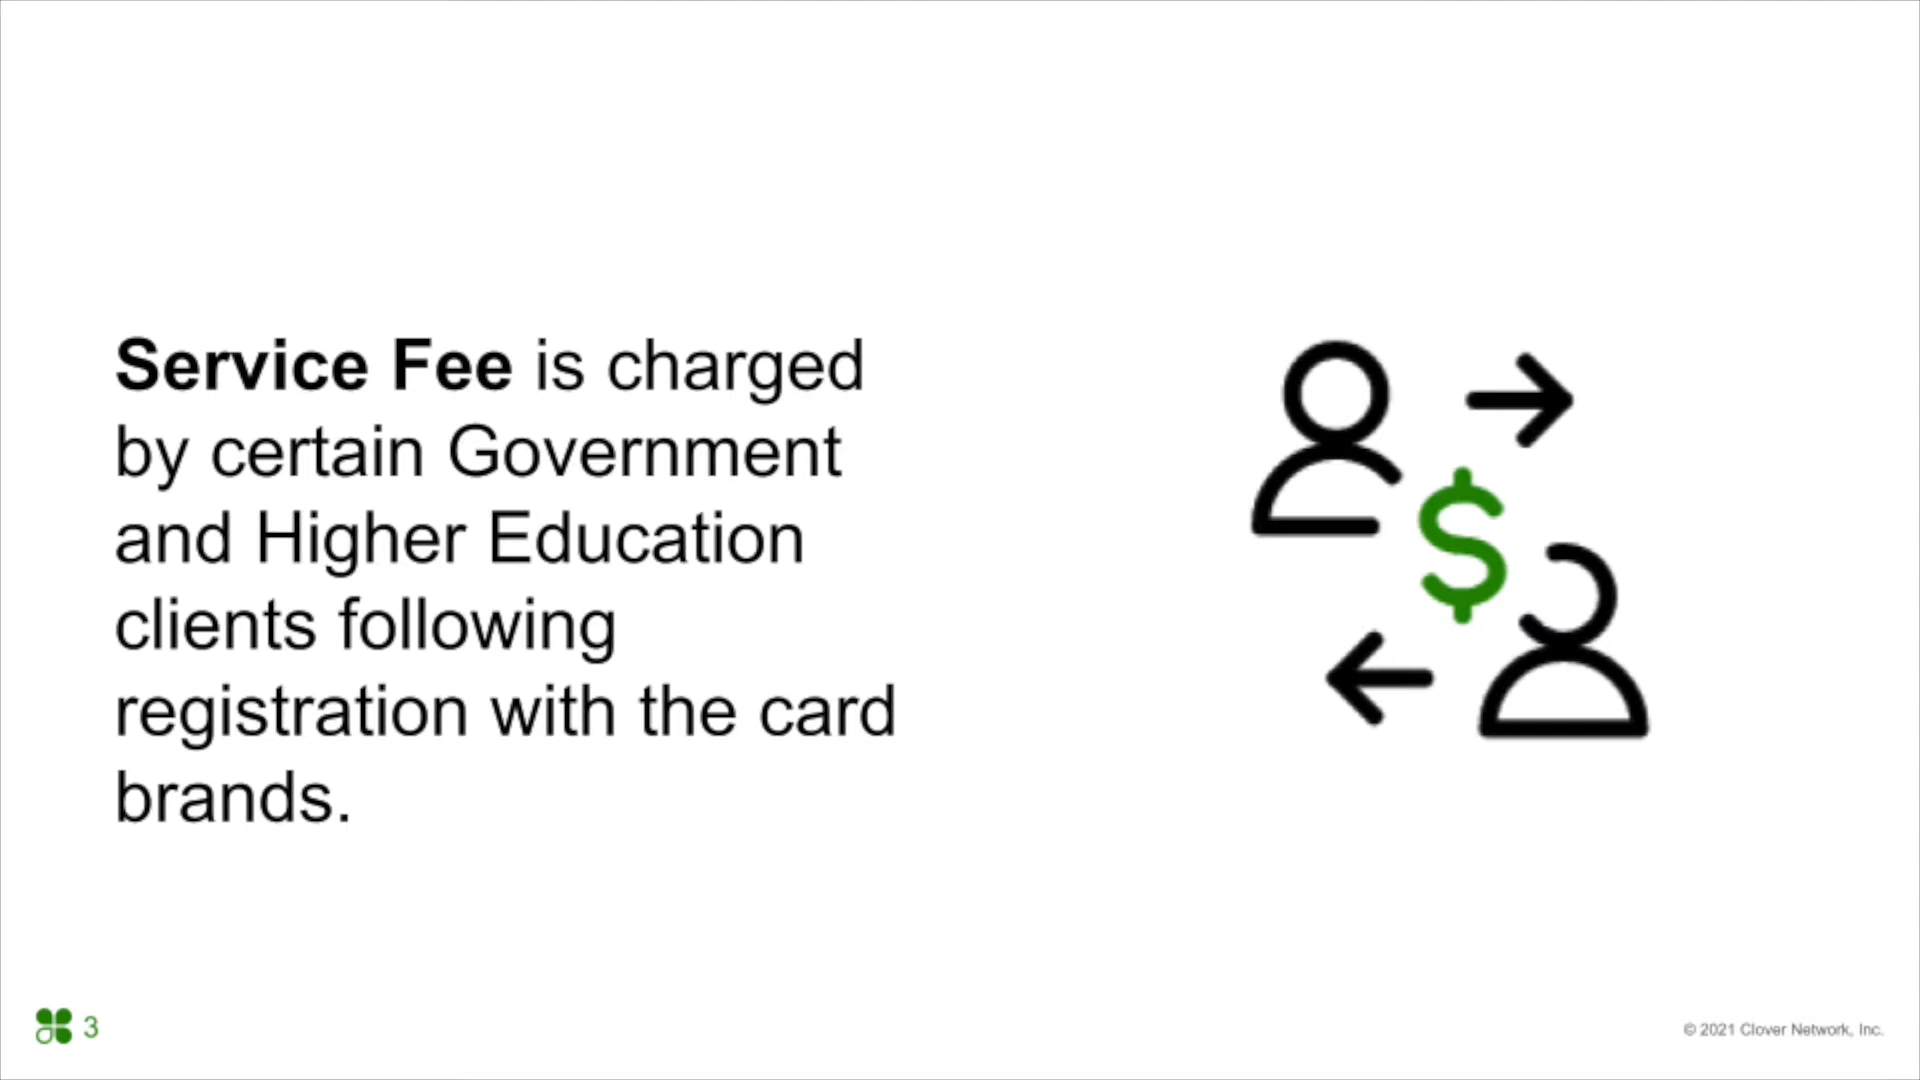 Service Fee is charged
by certain Government
and Higher Education
clients following
registration with the card
brands.
3
© 2021 Clover Network, Inc.